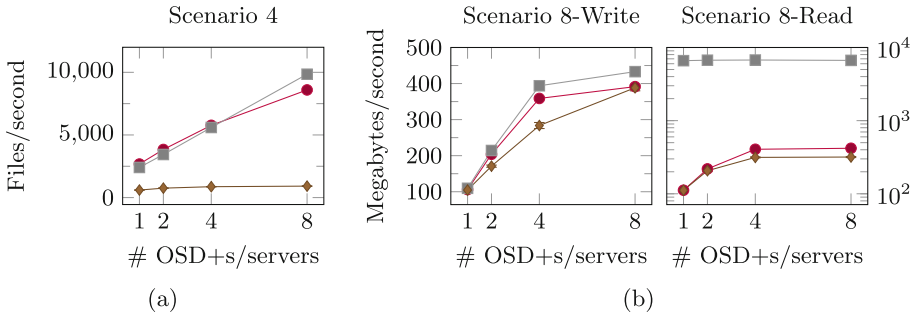 Scenario 4
Files/second
10,000
5,000
0
1 2 4 8
# OSD+s/servers
(a)
Scenario 8-Write
Scenario 8-Read
Megabytes/second
500
400
300
200
100
1 2 4 8
# OSD+s/servers
10^4
10^3
10^2
1 2 4 8
# OSD+s/servers
(b)